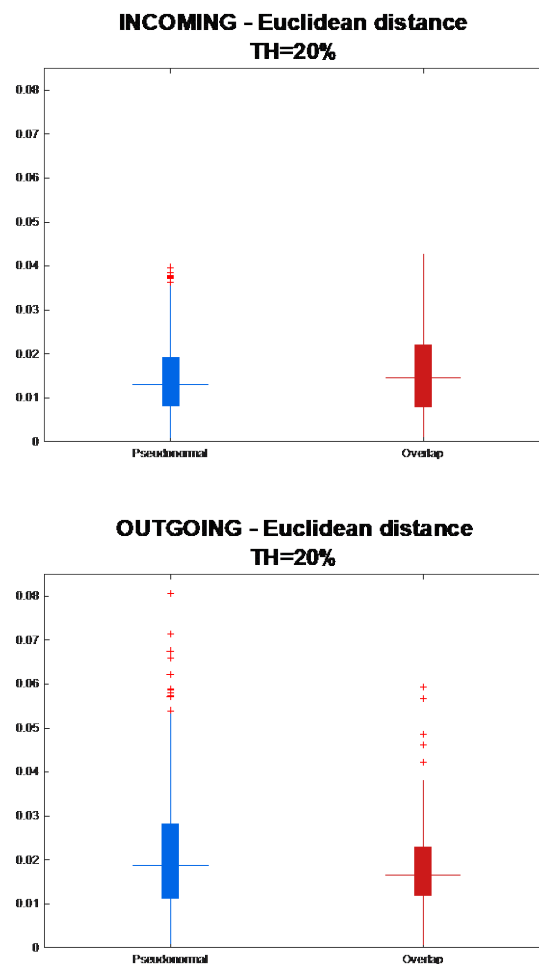 INCOMING - Euclidean distance
TH=20%
0.08
0.07
0.06
0.05
0.04
0.03
0.02
0.01
0
Pseudonormal
Overlap
OUTGOING - Euclidean distance
TH=20%
0.08
0.07
0.06
0.05
0.04
0.03
0.02
0.01
0
Pseudonormal
Overlap